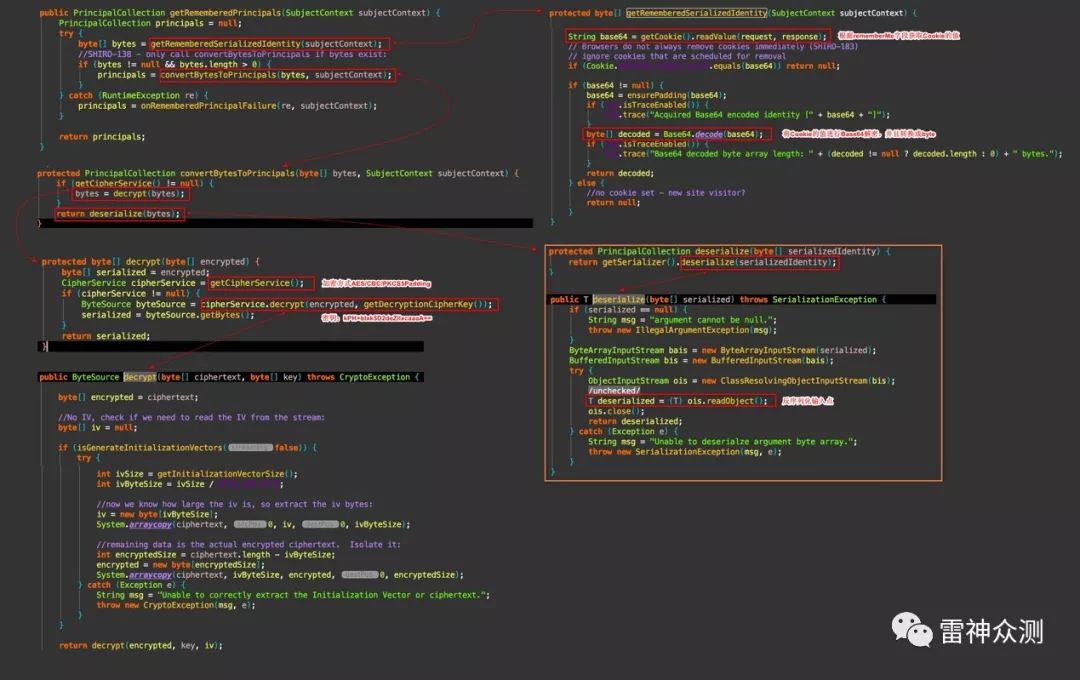 public PrincipalCollection getRememberedPrincipals(SubjectContext subjectContext) {
PrincipalCollection principals = null;
try {
byte[] bytes = getRememberedSerializedIdentity(subjectContext);
//SHIRO-138 - only call convertBytesToPrincipals if bytes exist:
if (bytes != null && bytes.length > 0) {
principals = convertBytesToPrincipals(bytes, subjectContext);
}
} catch (RuntimeException re) {
principals = onRememberedPrincipalFailure(re, subjectContext);
}
return principals;
}
protected PrincipalCollection convertBytesToPrincipals(byte[] bytes, SubjectContext subjectContext) {
if (getCipherService() != null) {
bytes = decrypt(bytes);
}
return deserialize(bytes);
}
protected byte[] decrypt(byte[] encrypted) {
byte[] serialized = encrypted;
CipherService cipherService = getCipherService(); 加密方式AES/CBC/PKCS5Padding
if (cipherService != null) {
ByteSource byteSource = cipherService.decrypt(encrypted, getDecryptionCipherKey());
serialized = byteSource.getBytes(); 密码:
}
return serialized;
}
public ByteSource decrypt(byte[] ciphertext, byte[] key) throws CryptoException {
byte[] encrypted = ciphertext;
//No IV, check if we need to read the IV from the stream:
byte[] iv = null;
if (isGenerateInitializationVectors(false)) {
try {
int ivSize = getInitializationVectorSize();
int ivByteSize = ivSize /
//now we know how large the iv is, so extract the iv bytes:
iv = new byte[ivByteSize];
System.arraycopy(ciphertext, 0, iv, 0, ivByteSize);
//remaining data is the actual encrypted ciphertext. Isolate it:
int encryptedSize = ciphertext.length - ivByteSize;
encrypted = new byte[encryptedSize];
System.arraycopy(ciphertext, ivByteSize, encrypted, 0, encryptedSize);
} catch (Exception e) {
String msg = "Unable to correctly extract the Initialization Vector or ciphertext.";
throw new CryptoException(msg, e);
}
}
return decrypt(encrypted, key, iv);
protected byte[] getRememberedSerializedIdentity(SubjectContext subjectContext) {
String base64 = getCookie().readValue(request, response); 根据rememberMe字段获取Cookie的值
// Browsers do not always remove cookies immediately (SHIRO-183)
// ignore cookies that are scheduled for removal
if (Cookie. .equals(base64)) return null;
if (base64 != null) {
base64 = ensurePadding(base64);
if ( .isTraceEnabled()) {
.trace("Acquired Base64 encoded identity [" + base64 + "]");
}
byte[] decoded = Base64.decode(base64); 将Cookie的值进行Base64解密，并且转换成byte
if ( .isTraceEnabled()) {
.trace("Base64 decoded byte array length: " + (decoded != null ? decoded.length : 0) + " bytes.");
}
return decoded;
} else {
//no cookie set - new site visitor?
return null;
}
}
protected PrincipalCollection deserialize(byte[] serializedIdentity) {
return getSerializer().deserialize(serializedIdentity);
}
public T deserialize(byte[] serialized) throws SerializationException {
if (serialized == null) {
String msg = "argument cannot be null.";
throw new IllegalArgumentException(msg);
}
ByteArrayInputStream bais = new ByteArrayInputStream(serialized);
BufferedInputStream bis = new BufferedInputStream(bais);
try {
ObjectInputStream ois = new ClassResolvingObjectInputStream(bis);
/unchecked/
T deserialized = (T) ois.readObject(); 反序列化输入点
ois.close();
return deserialized;
} catch (Exception e) {
String msg = "Unable to deserialze argument byte array.";
throw new SerializationException(msg, e);
}
}
雷神众测